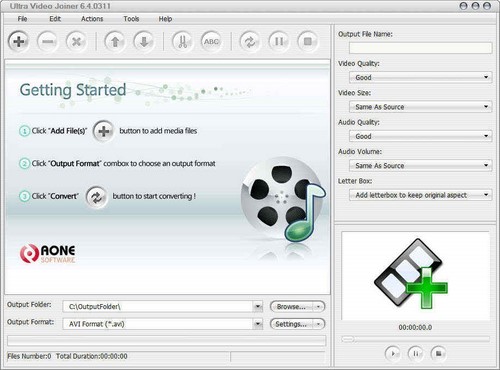 Ultra Video Joiner 6.4.0311
File Edit Actions Tools Help
ABC
Getting Started
1 Click "Add File(s)" button to add media files
2 Click "Output Format" combox to choose an output format
3 Click "Convert" button to start converting !
AONE
SOFTWARE
Output Folder: C:\OutputFolder\ Browse...
Output Format: AVI Format (*.avi) Settings...
Files Number:0 Total Duration:00:00:00
Output File Name:
Video Quality:
Good
Video Size:
Same As Source
Audio Quality:
Good
Audio Volume:
Same As Source
Letter Box:
Add letterbox to keep original aspect
00:00:00.0